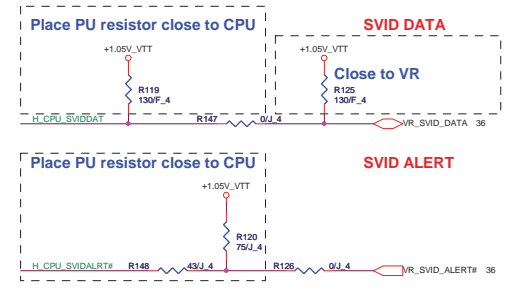 Place PU resistor close to CPU
SVID DATA
+1.05V_VTT
+1.05V_VTT
Close to VR
R119
130/F_4
R125
130/F_4
H_CPU_SVIDDAT
R147
0/J_4
VR_SVID_DATA 36
Place PU resistor close to CPU
SVID ALERT
+1.05V_VTT
R120
75/J_4
H_CPU_SVIDALRT#
R148
43/J_4
R126
0/J_4
VR_SVID_ALERT# 36